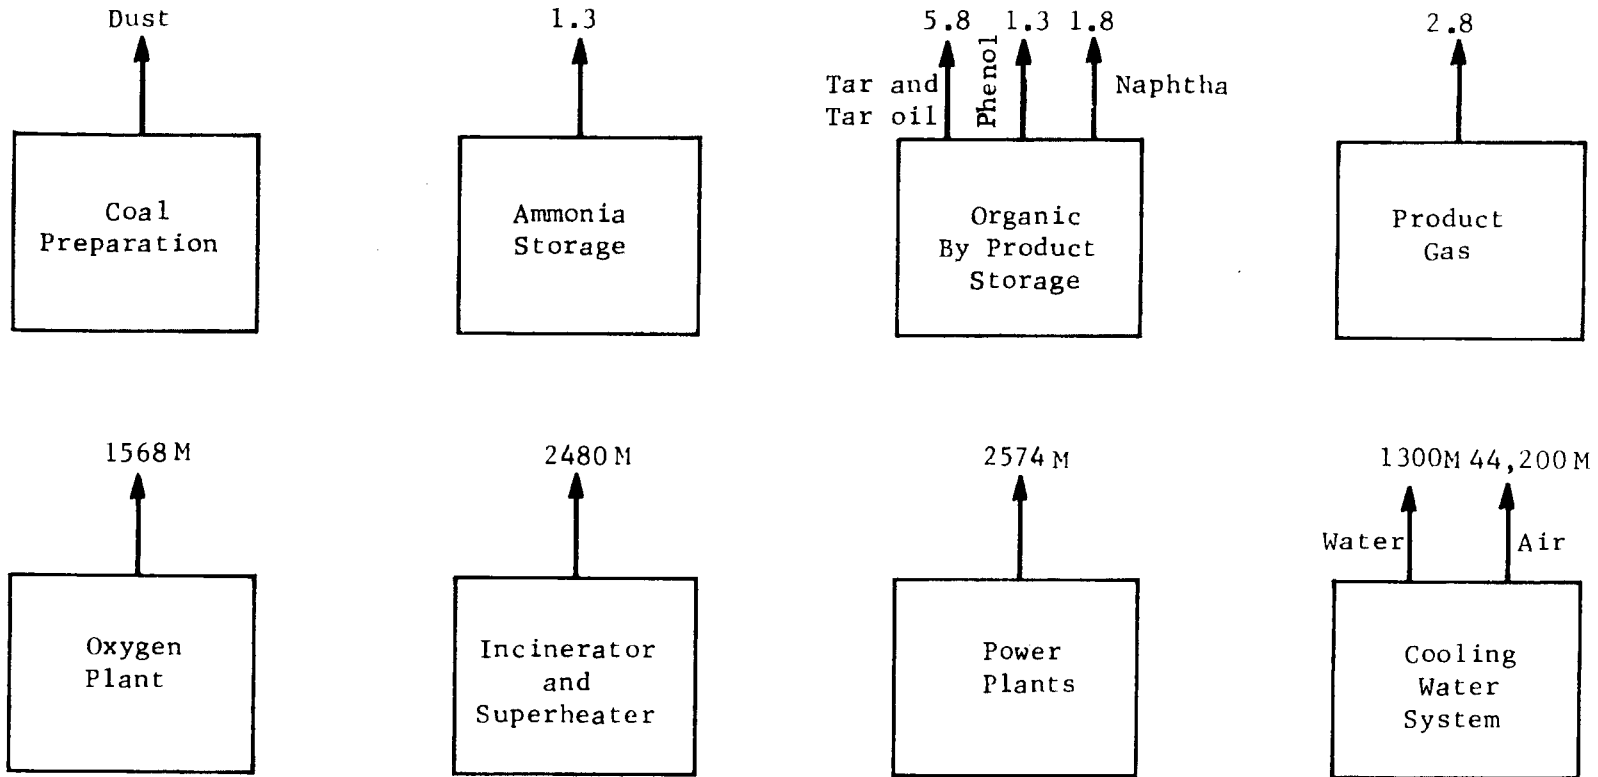 Dust
1.3
5.8 1.3 1.8
2.8
Tar and
Tar oil
Phenol
Naphtha
Coal
Preparation
Ammonia
Storage
Organic
By Product
Storage
Product
Gas
1568 M
2480 M
2574 M
1300M 44,200 M
Water
Air
Oxygen
Plant
Incinerator
and
Superheater
Power
Plants
Cooling
Water
System